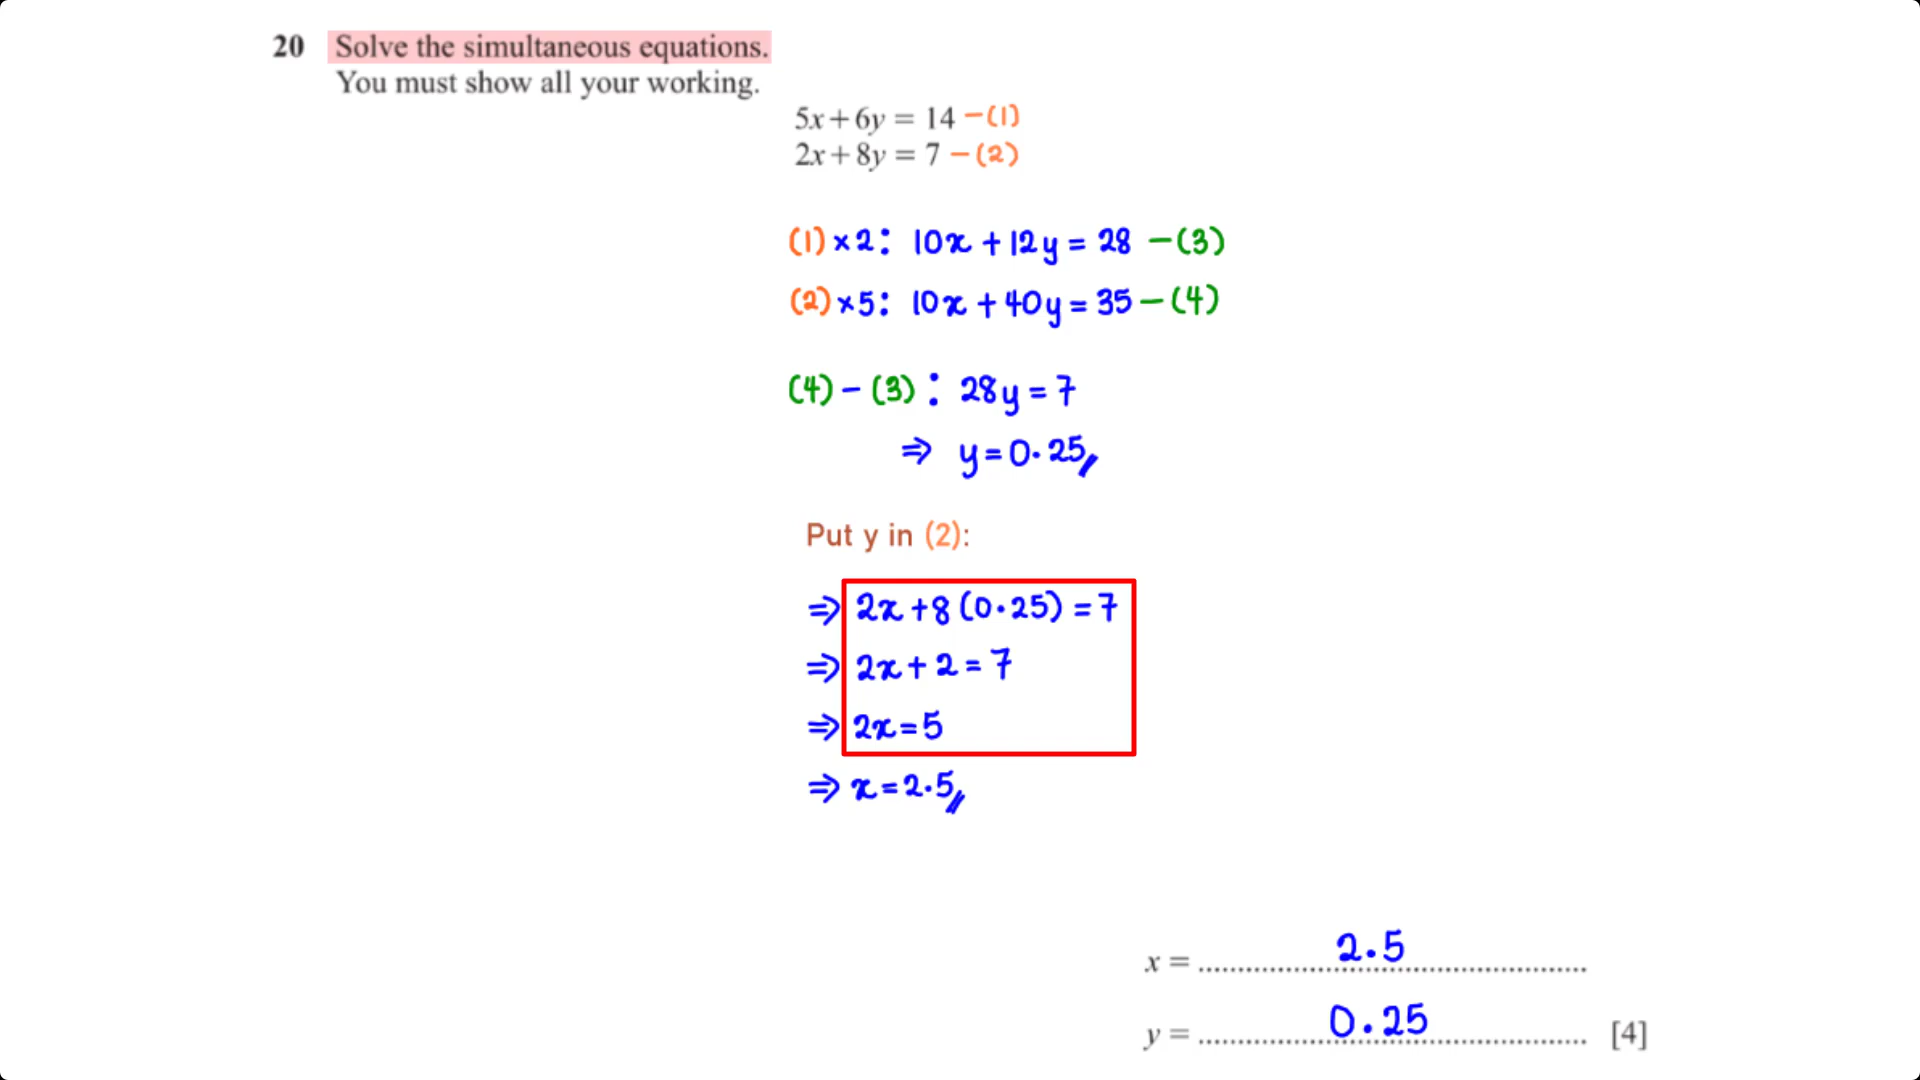 20 Solve the simultaneous equations.
You must show all your working.
5x + 6y = 14 –(1)
2x + 8y = 7 –(2)
(1) × 2 : 10x + 12y = 28 –(3)
(2) × 5 : 10x + 40y = 35 –(4)
(4) – (3) : 28y = 7
⇒ y = 0.25//
Put y in (2):
⇒ 2x + 8(0.25) = 7
⇒ 2x + 2 = 7
⇒ 2x = 5
⇒ x = 2.5//
x = 2.5
y = 0.25 [4]